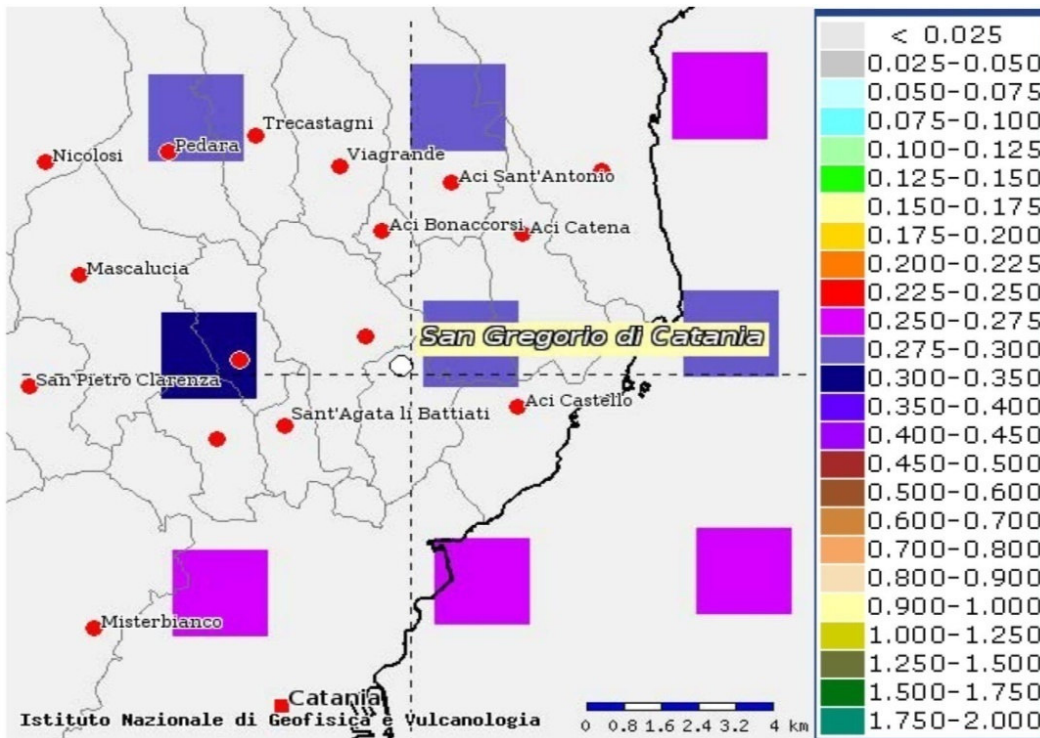 Trecastagni
Pedara
Nicolosi
Viagrande
Aci Sant'Antonio
Aci Bonaccorsi
Aci Catena
Mascalucia
San Gregorio di Catania
San Pietro Clarenza
Aci Castello
Sant'Agata li Battiati
Misterbianco
Catania
Istituto Nazionale di Geofisica e Vulcanologia
0 0.8 1.6 2.4 3.2 4 km
< 0.025
0.025-0.050
0.050-0.075
0.075-0.100
0.100-0.125
0.125-0.150
0.150-0.175
0.175-0.200
0.200-0.225
0.225-0.250
0.250-0.275
0.275-0.300
0.300-0.350
0.350-0.400
0.400-0.450
0.450-0.500
0.500-0.600
0.600-0.700
0.700-0.800
0.800-0.900
0.900-1.000
1.000-1.250
1.250-1.500
1.500-1.750
1.750-2.000